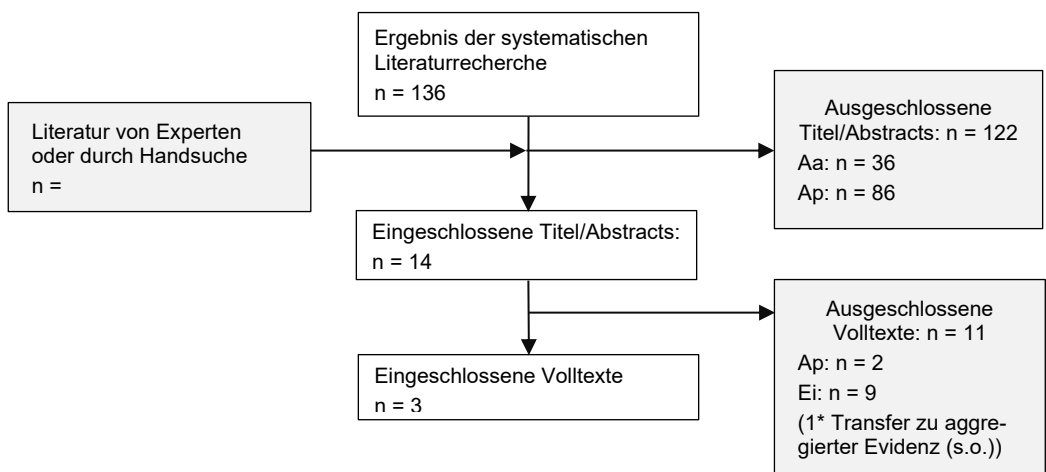 Ergebnis der systematischen
Literaturrecherche
n = 136
Literatur von Experten
oder durch Handsuche
n =
Ausgeschlossene
Titel/Abstracts: n = 122
Aa: n = 36
Ap: n = 86
Eingeschlossene Titel/Abstracts:
n = 14
Ausgeschlossene
Volltexte: n = 11
Ap: n = 2
Ei: n = 9
(1* Transfer zu aggre-
gierter Evidenz (s.o.))
Eingeschlossene Volltexte
n = 3